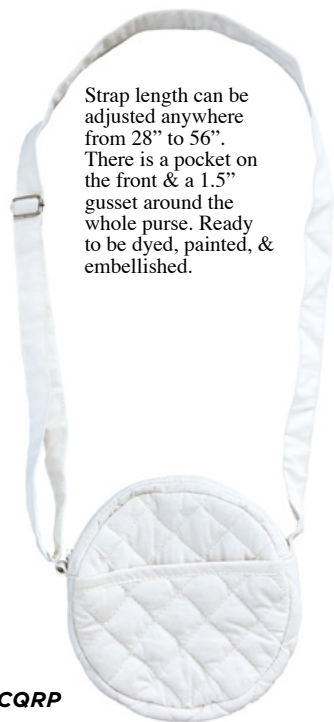 Strap length can be
adjusted anywhere
from 28” to 56”.
There is a pocket on
the front & a 1.5”
gusset around the
whole purse. Ready
to be dyed, painted, &
embellished.
CQRP